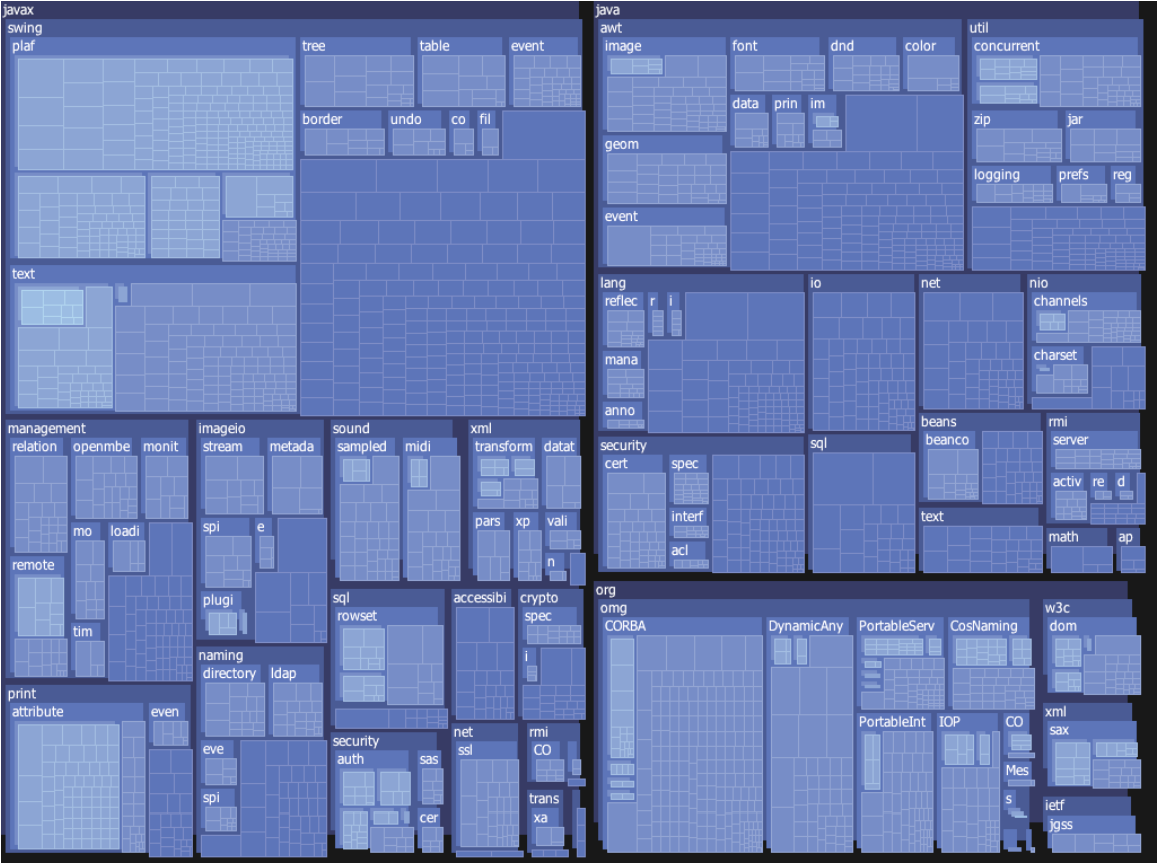 javax
swing
plaf
tree
table
event
border
undo
co
fil
text
management
relation
openmbe
monit
mo
loadi
remote
tim
imageio
stream
metada
spi
e
plugi
sound
sampled
midi
xml
transform
datat
pars
xp
vali
n
naming
directory
ldap
eve
spi
sql
rowset
accessibi
crypto
spec
i
print
attribute
even
security
auth
sas
cer
net
ssl
rmi
CO
trans
xa
java
awt
image
font
dnd
color
data
prin
im
geom
event
util
concurrent
zip
jar
logging
prefs
reg
lang
reflec
r
i
mana
anno
io
net
nio
channels
charset
security
cert
spec
interf
acl
sql
beans
beanco
text
rmi
server
activ
re
d
math
ap
org
omg
CORBA
DynamicAny
PortableServ
CosNaming
PortableInt
IOP
CO
Mes
s
w3c
dom
xml
sax
ietf
jgss